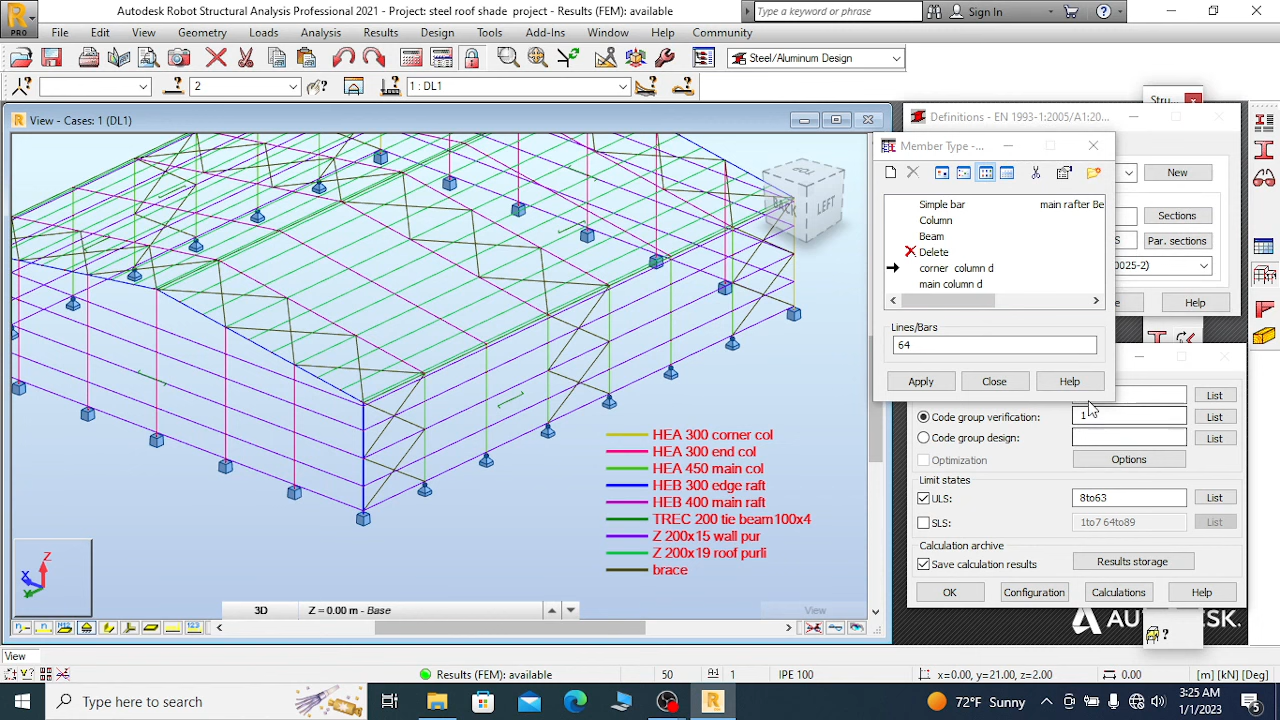 Autodesk Robot Structural Analysis Professional 2021 - Project: steel roof shade project - Results (FEM): available
Type a keyword or phrase
Sign In
PRO
File Edit View Geometry Loads Analysis Results Design Tools Add-Ins Window Help Community
Steel/Aluminum Design
2
1 : DL1
View - Cases: 1 (DL1)
BACK
LEFT
HEA 300 corner col
HEA 300 end col
HEA 450 main col
HEB 300 edge raft
HEB 400 main raft
TREC 200 tie beam100x4
Z 200x15 wall pur
Z 200x19 roof purli
brace
Z
X
Y
3D
Z = 0.00 m - Base
View
Stru...
Definitions - EN 1993-1:2005/A1:20...
New
Sections
S
Par. sections
0025-2)
e
Help
Member Type -...
Simple bar
main rafter Be
Column
Beam
Delete
corner column d
main column d
Lines/Bars
64
Apply
Close
Help
List
Code group verification:
1
List
Code group design:
List
Optimization
Options
Limit states
ULS:
8to63
List
SLS:
1to7 64to89
List
Calculation archive
Save calculation results
Results storage
OK
Configuration
Calculations
Help
AUTODESK.
View
Results (FEM): available
50
1
IPE 100
x=0.00, y=21.00, z=2.00
0.00
[m] [kN] [Deg]
Type here to search
72°F Sunny
3:25 AM
1/1/2023